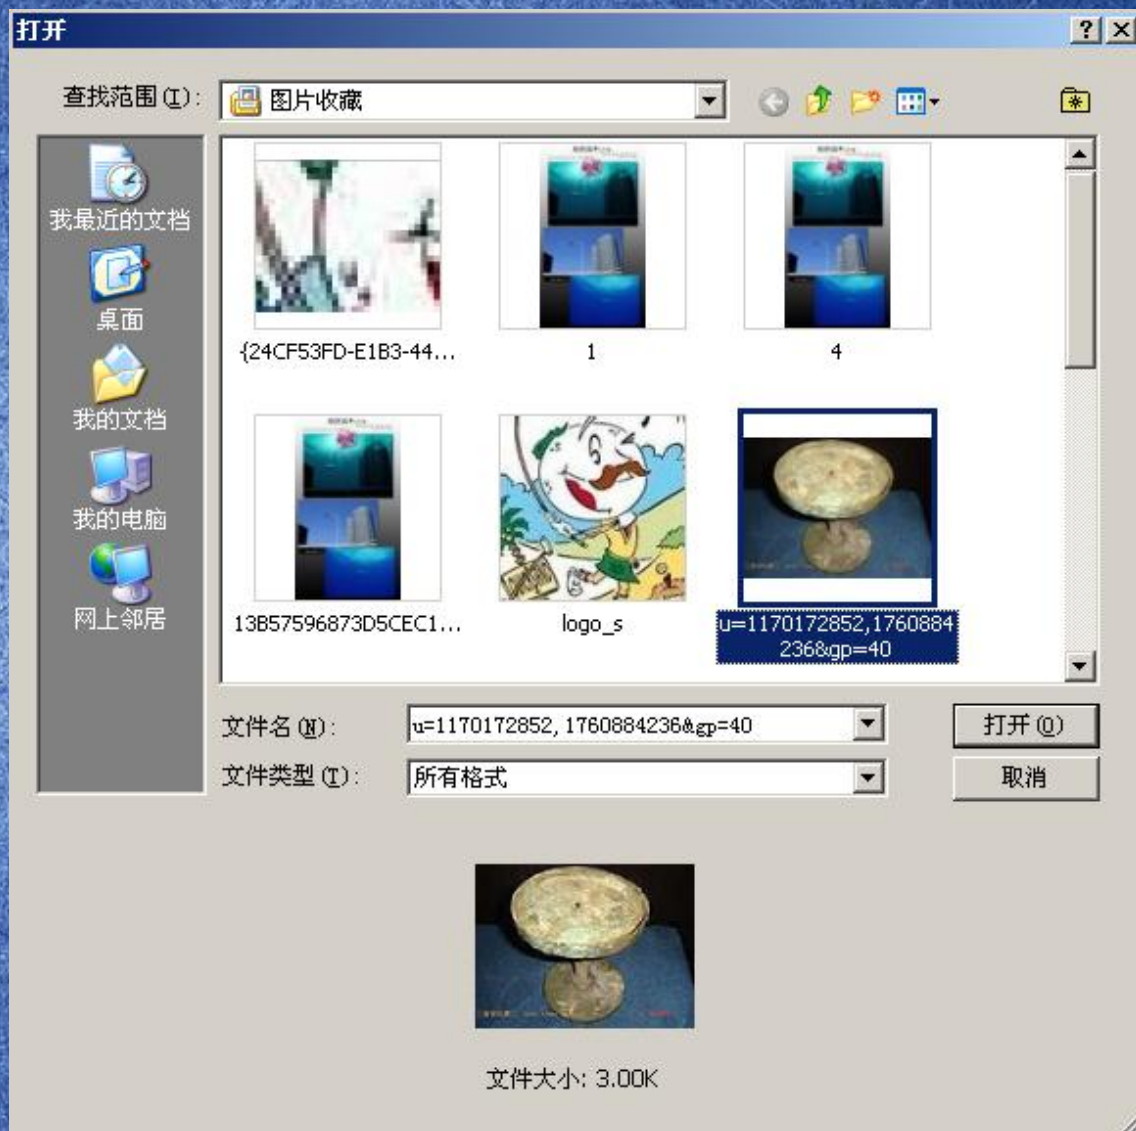 打开
查找范围(I):
图片收藏
我最近的文档
桌面
我的文档
我的电脑
网上邻居
{24CF53FD-E1B3-44...
1
4
13B57596873D5CEC1...
logo_s
u=1170172852,1760884
236&gp=40
文件名(N):
u=1170172852,1760884236&gp=40
打开(O)
文件类型(T):
所有格式
取消
文件大小: 3.00K